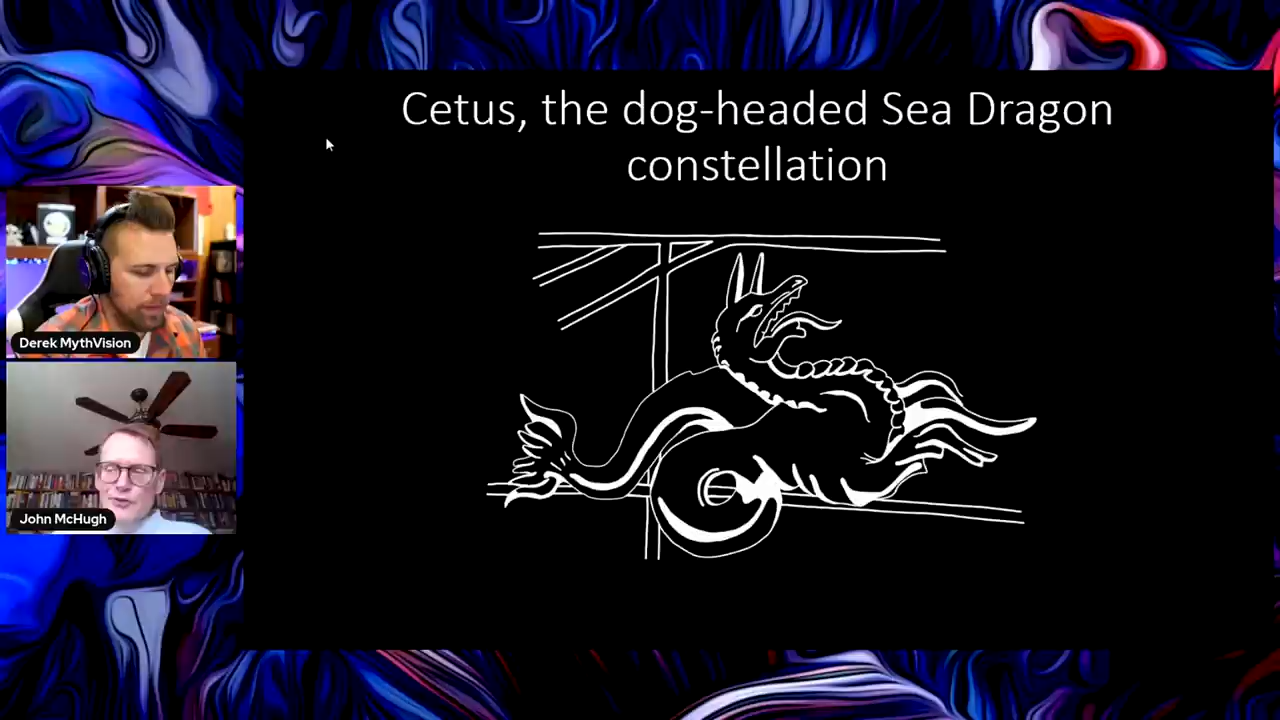 Cetus, the dog-headed Sea Dragon
constellation
Derek MythVision
John McHugh